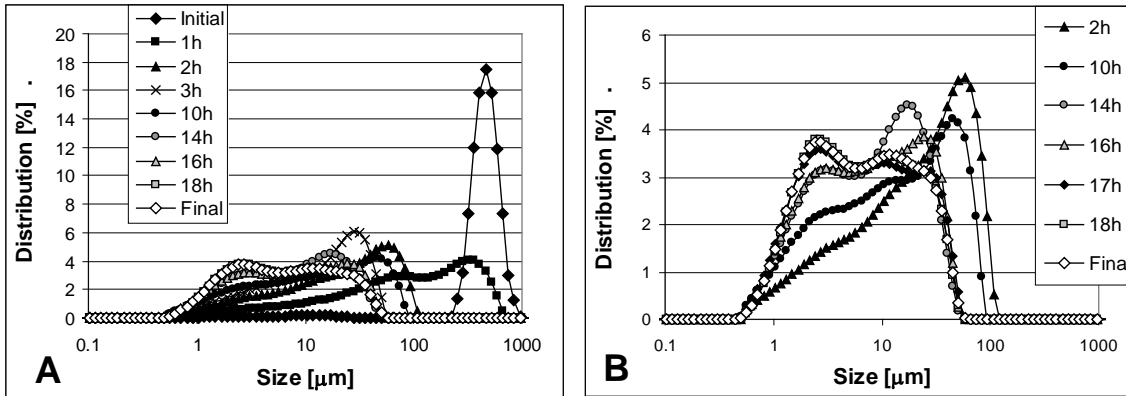 Initial
1h
2h
3h
10h
14h
16h
18h
Final
20
18
16
14
12
10
8
6
4
2
0
0.1 1 10 100 1000
Distribution [%] .
Size [μm]
A
2h
10h
14h
16h
17h
18h
Final
6
5
4
3
2
1
0
0.1 1 10 100 1000
Distribution [%] .
Size [μm]
B